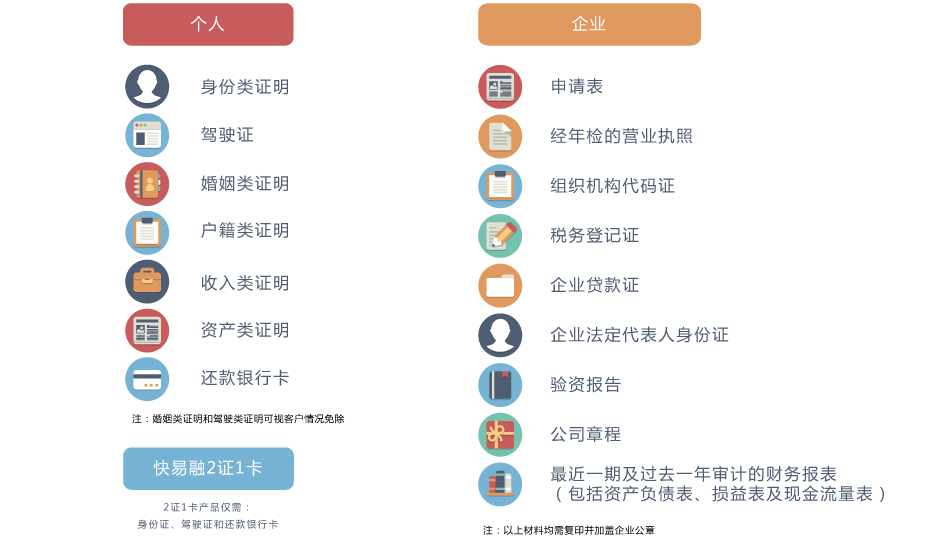 个人
身份类证明
驾驶证
婚姻类证明
户籍类证明
收入类证明
资产类证明
还款银行卡
注：婚姻类证明和驾驶类证明可视客户情况免除
快易融2证1卡
2证1卡产品仅需：
身份证、驾驶证和还款银行卡
企业
申请表
经年检的营业执照
组织机构代码证
税务登记证
企业贷款证
企业法定代表人身份证
验资报告
公司章程
最近一期及过去一年审计的财务报表
（包括资产负债表、损益表及现金流量表）
注：以上材料均需复印并加盖企业公章